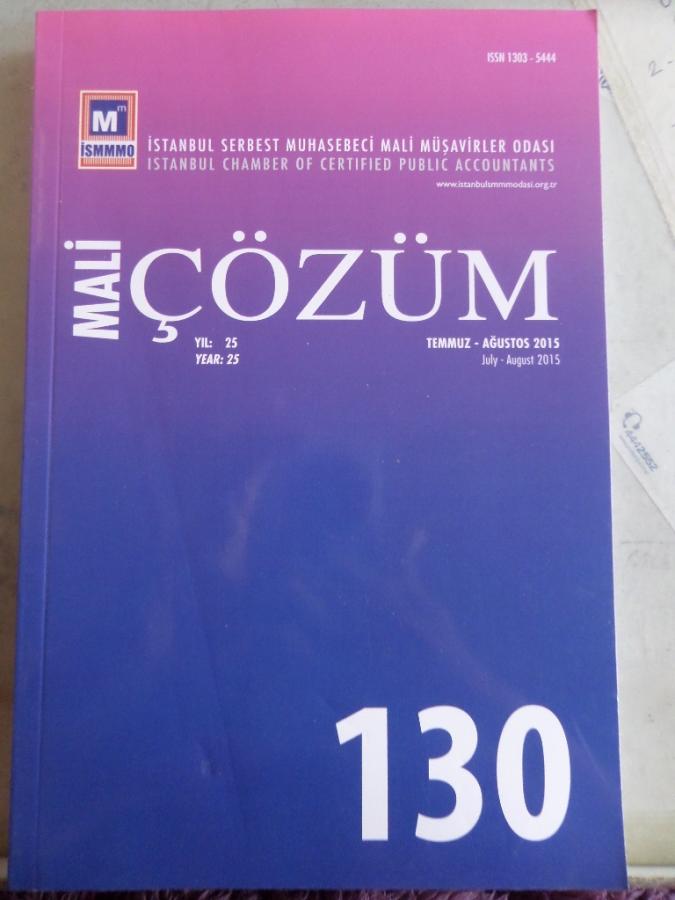 ISSN 1303 - 5444
M m
İSMMMO
İSTANBUL SERBEST MUHASEBECİ MALİ MÜŞAVİRLER ODASI
ISTANBUL CHAMBER OF CERTIFIED PUBLIC ACCOUNTANTS
www.istanbulsmmmodasi.org.tr
MALİ
ÇÖZÜM
YIL: 25
YEAR: 25
TEMMUZ - AĞUSTOS 2015
July - August 2015
4442552
130